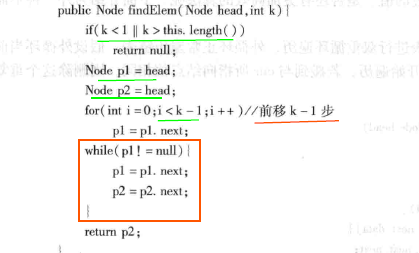 public Node findElem(Node head,int k){
if(k<1 || k>this. length())
return null;
Node p1 = head;
Node p2 = head;
for(int i=0;i<k-1;i++)//前移 k-1 步
p1 = p1. next;
while(p1! = null){
p1 = p1. next;
p2 = p2. next;
}
return p2;
}